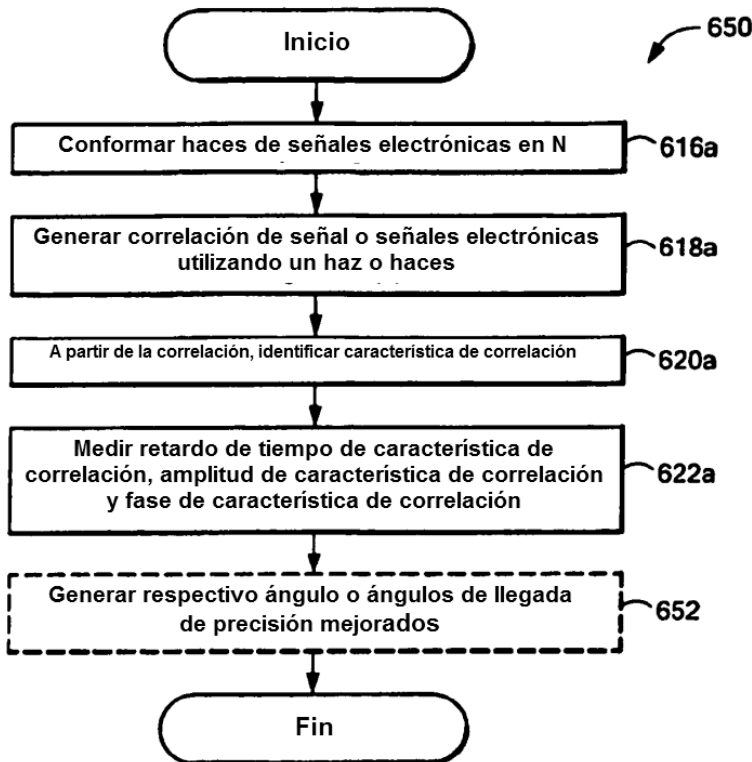 Inicio
650
Conformar haces de señales electrónicas en N
616a
Generar correlación de señal o señales electrónicas
utilizando un haz o haces
618a
A partir de la correlación, identificar característica de correlación
620a
Medir retardo de tiempo de característica de
correlación, amplitud de característica de correlación
y fase de característica de correlación
622a
Generar respectivo ángulo o ángulos de llegada
de precisión mejorados
652
Fin